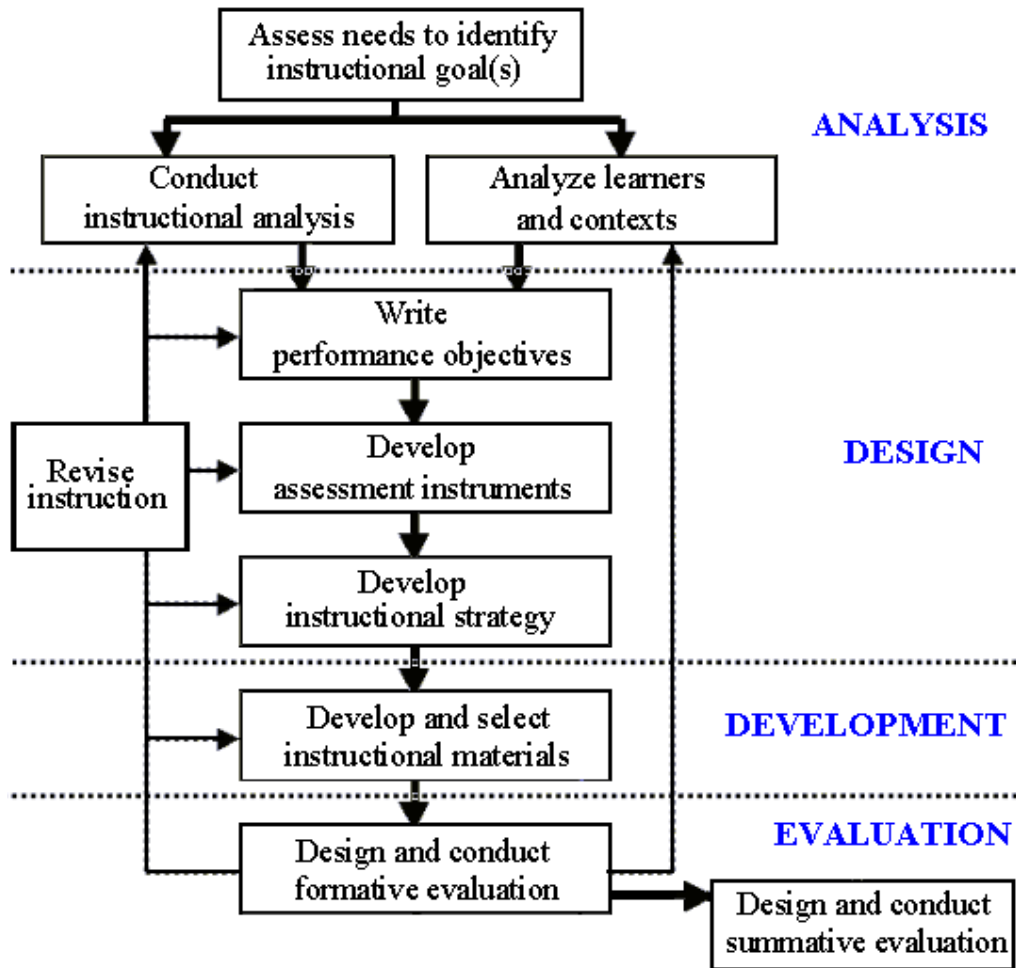 Assess needs to identify
instructional goal(s)
ANALYSIS
Conduct
instructional analysis
Analyze learners
and contexts
Write
performance objectives
DESIGN
Revise
instruction
Develop
assessment instruments
Develop
instructional strategy
DEVELOPMENT
Develop and select
instructional materials
EVALUATION
Design and conduct
formative evaluation
Design and conduct
summative evaluation